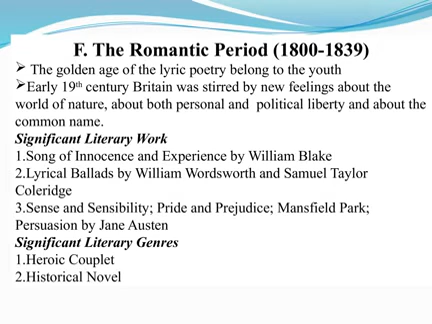 F. The Romantic Period (1800-1839)
➢ The golden age of the lyric poetry belong to the youth
➢Early 19th century Britain was stirred by new feelings about the
world of nature, about both personal and political liberty and about the
common name.
Significant Literary Work
1.Song of Innocence and Experience by William Blake
2.Lyrical Ballads by William Wordsworth and Samuel Taylor
Coleridge
3.Sense and Sensibility; Pride and Prejudice; Mansfield Park;
Persuasion by Jane Austen
Significant Literary Genres
1.Heroic Couplet
2.Historical Novel